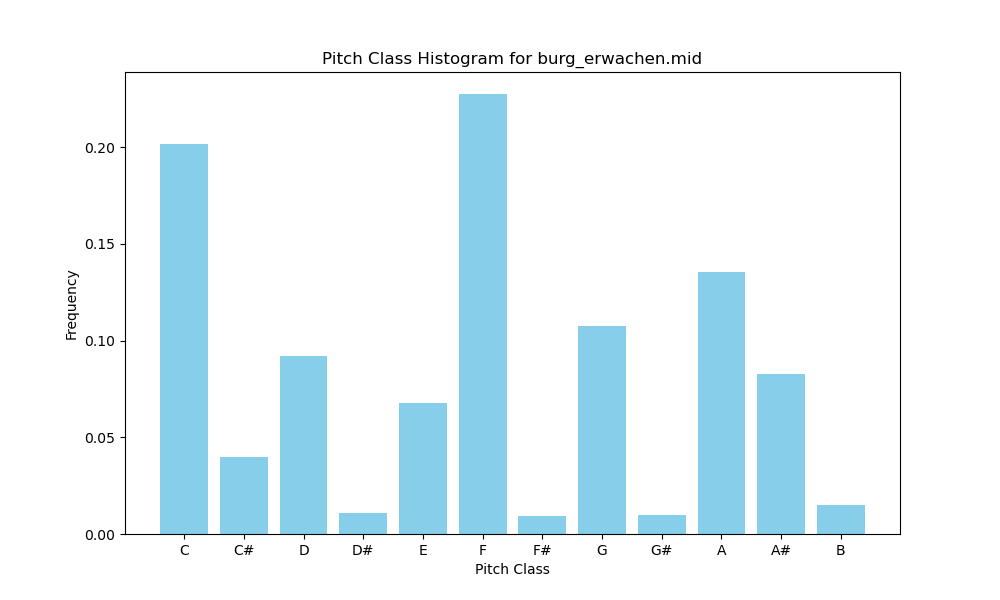 Pitch Class Histogram for burg_erwachen.mid
Frequency
0.20
0.15
0.10
0.05
0.00
C C# D D# E F F# G G# A A# B
Pitch Class